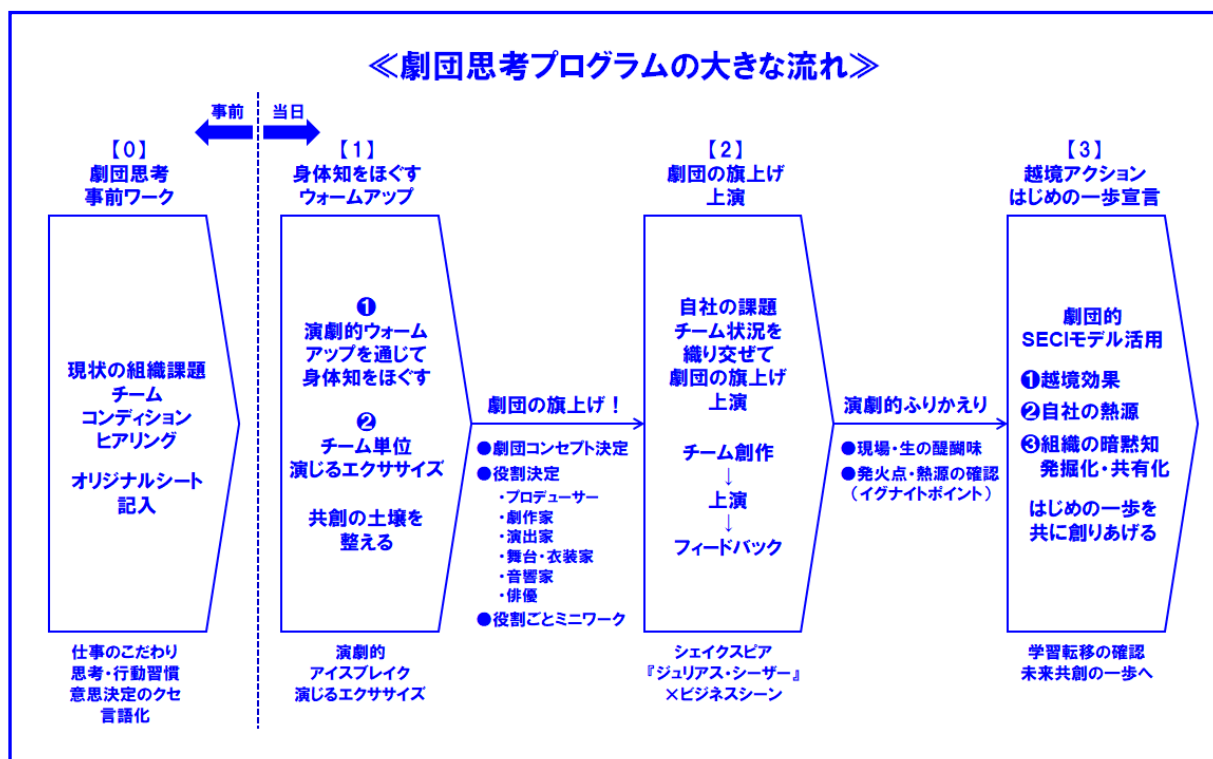 ≪劇団思考プログラムの大きな流れ≫
事前
当日
【0】
劇団思考
事前ワーク
現状の組織課題
チーム
コンディション
ヒアリング
オリジナルシート
記入
仕事のこだわり
思考・行動習慣
意思決定のクセ
言語化
【1】
身体知をほぐす
ウォームアップ
❶
演劇的ウォーム
アップを通じて
身体知をほぐす
❷
チーム単位
演じるエクササイズ
共創の土壌を
整える
演劇的
アイスブレイク
演じるエクササイズ
劇団の旗上げ！
●劇団コンセプト決定
●役割決定
・プロデューサー
・劇作家
・演出家
・舞台・衣装家
・音響家
・俳優
●役割ごとミニワーク
【2】
劇団の旗上げ
上演
自社の課題
チーム状況を
織り交ぜて
劇団の旗上げ
上演
チーム創作
↓
上演
↓
フィードバック
シェイクスピア
『ジュリアス・シーザー』
×ビジネスシーン
演劇的ふりかえり
●現場・生の醍醐味
●発火点・熱源の確認
（イグナイトポイント）
【3】
越境アクション
はじめの一歩宣言
劇団的
SECIモデル活用
❶越境効果
❷自社の熱源
❸組織の暗黙知
発掘化・共有化
はじめの一歩を
共に創りあげる
学習転移の確認
未来共創の一歩へ